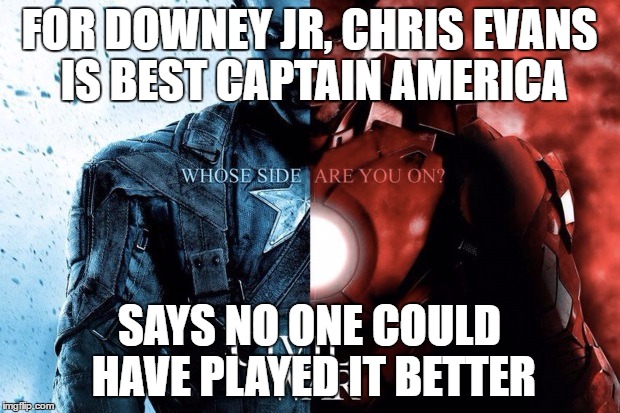 FOR DOWNEY JR, CHRIS EVANS
IS BEST CAPTAIN AMERICA
WHOSE SIDE ARE YOU ON?
SAYS NO ONE COULD
HAVE PLAYED IT BETTER
imgflip.com